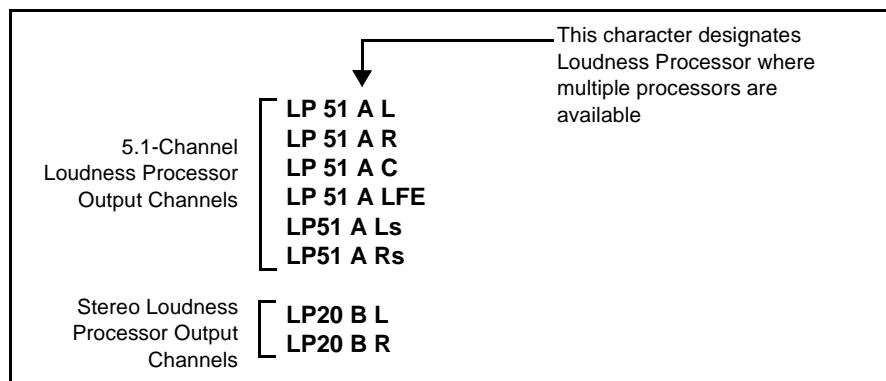 This character designates
Loudness Processor where
multiple processors are
available
5.1-Channel
Loudness Processor
Output Channels
LP 51 A L
LP 51 A R
LP 51 A C
LP 51 A LFE
LP51 A Ls
LP51 A Rs
Stereo Loudness
Processor Output
Channels
LP20 B L
LP20 B R